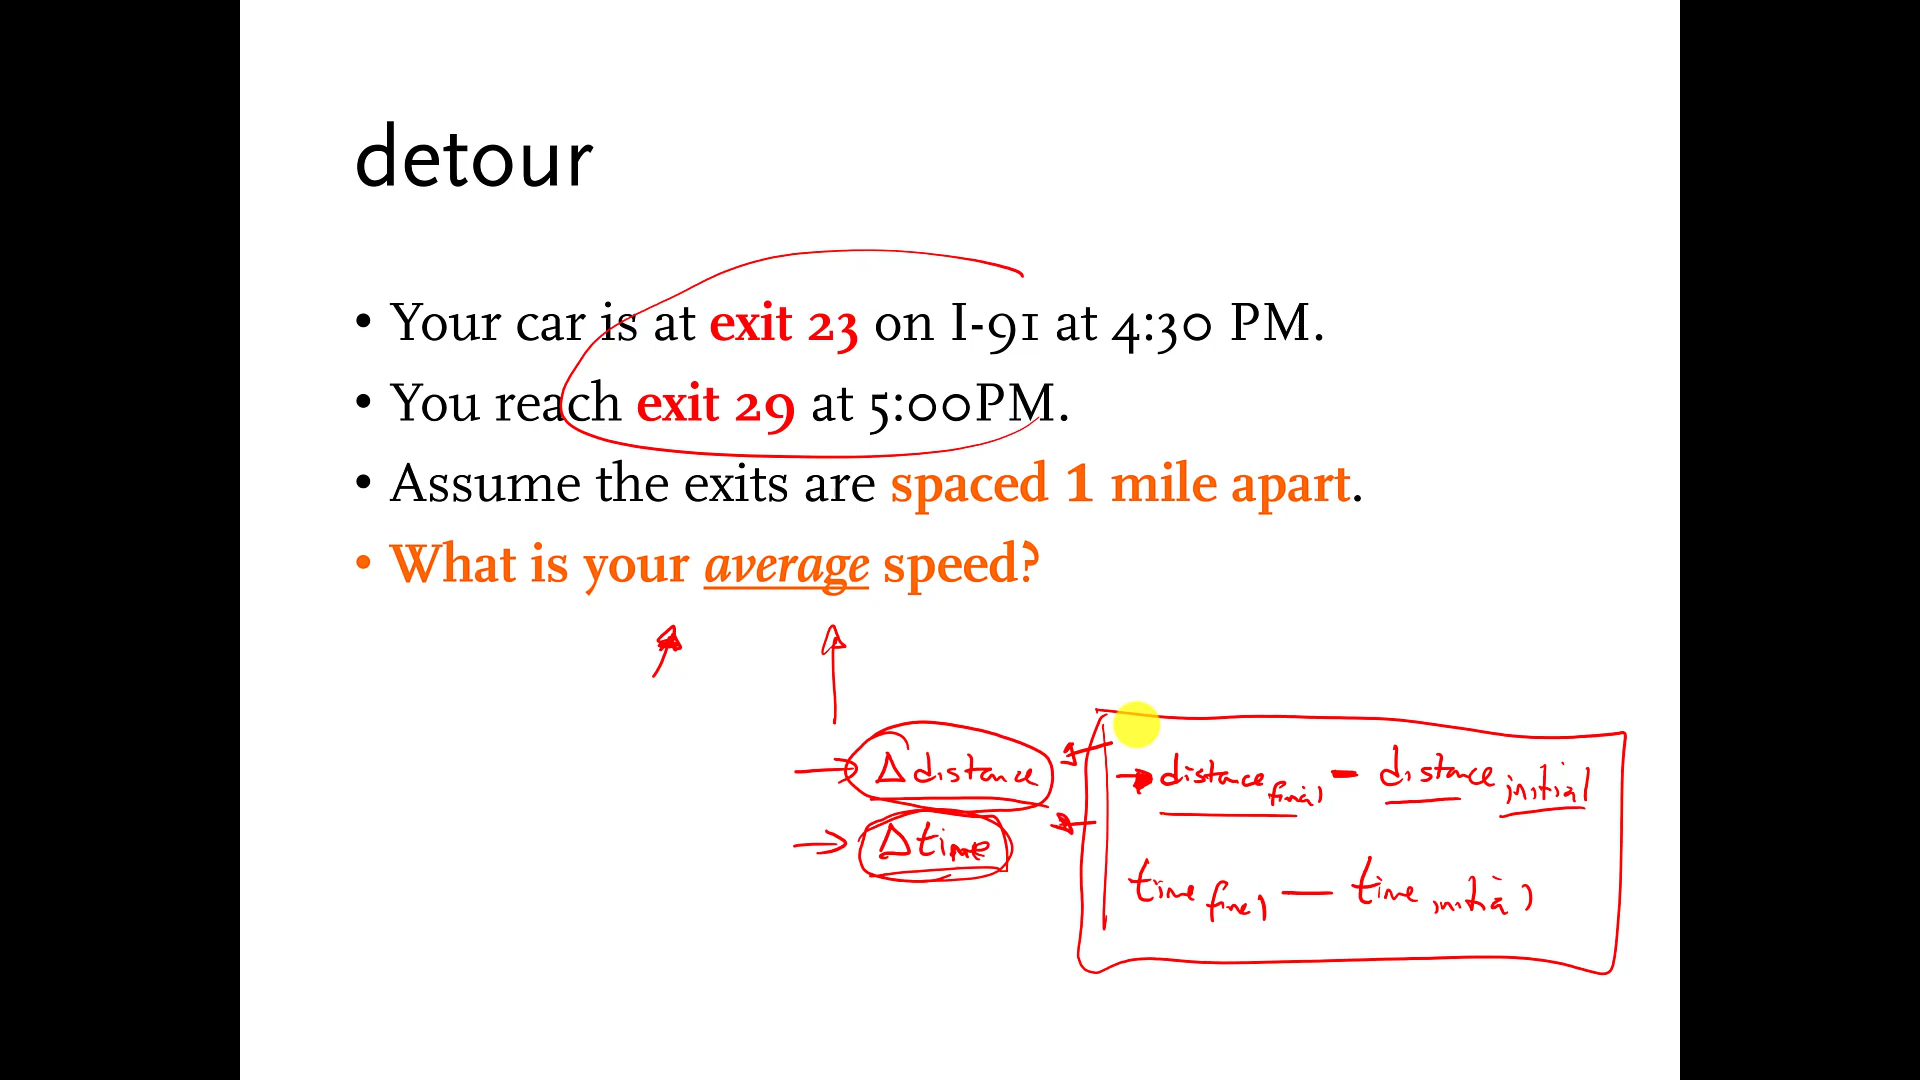 detour
• Your car is at exit 23 on I-91 at 4:30 PM.
• You reach exit 29 at 5:00PM.
• Assume the exits are spaced 1 mile apart.
• What is your average speed?
Δdistance
Δtime
distance final - distance initial
time final - time initial